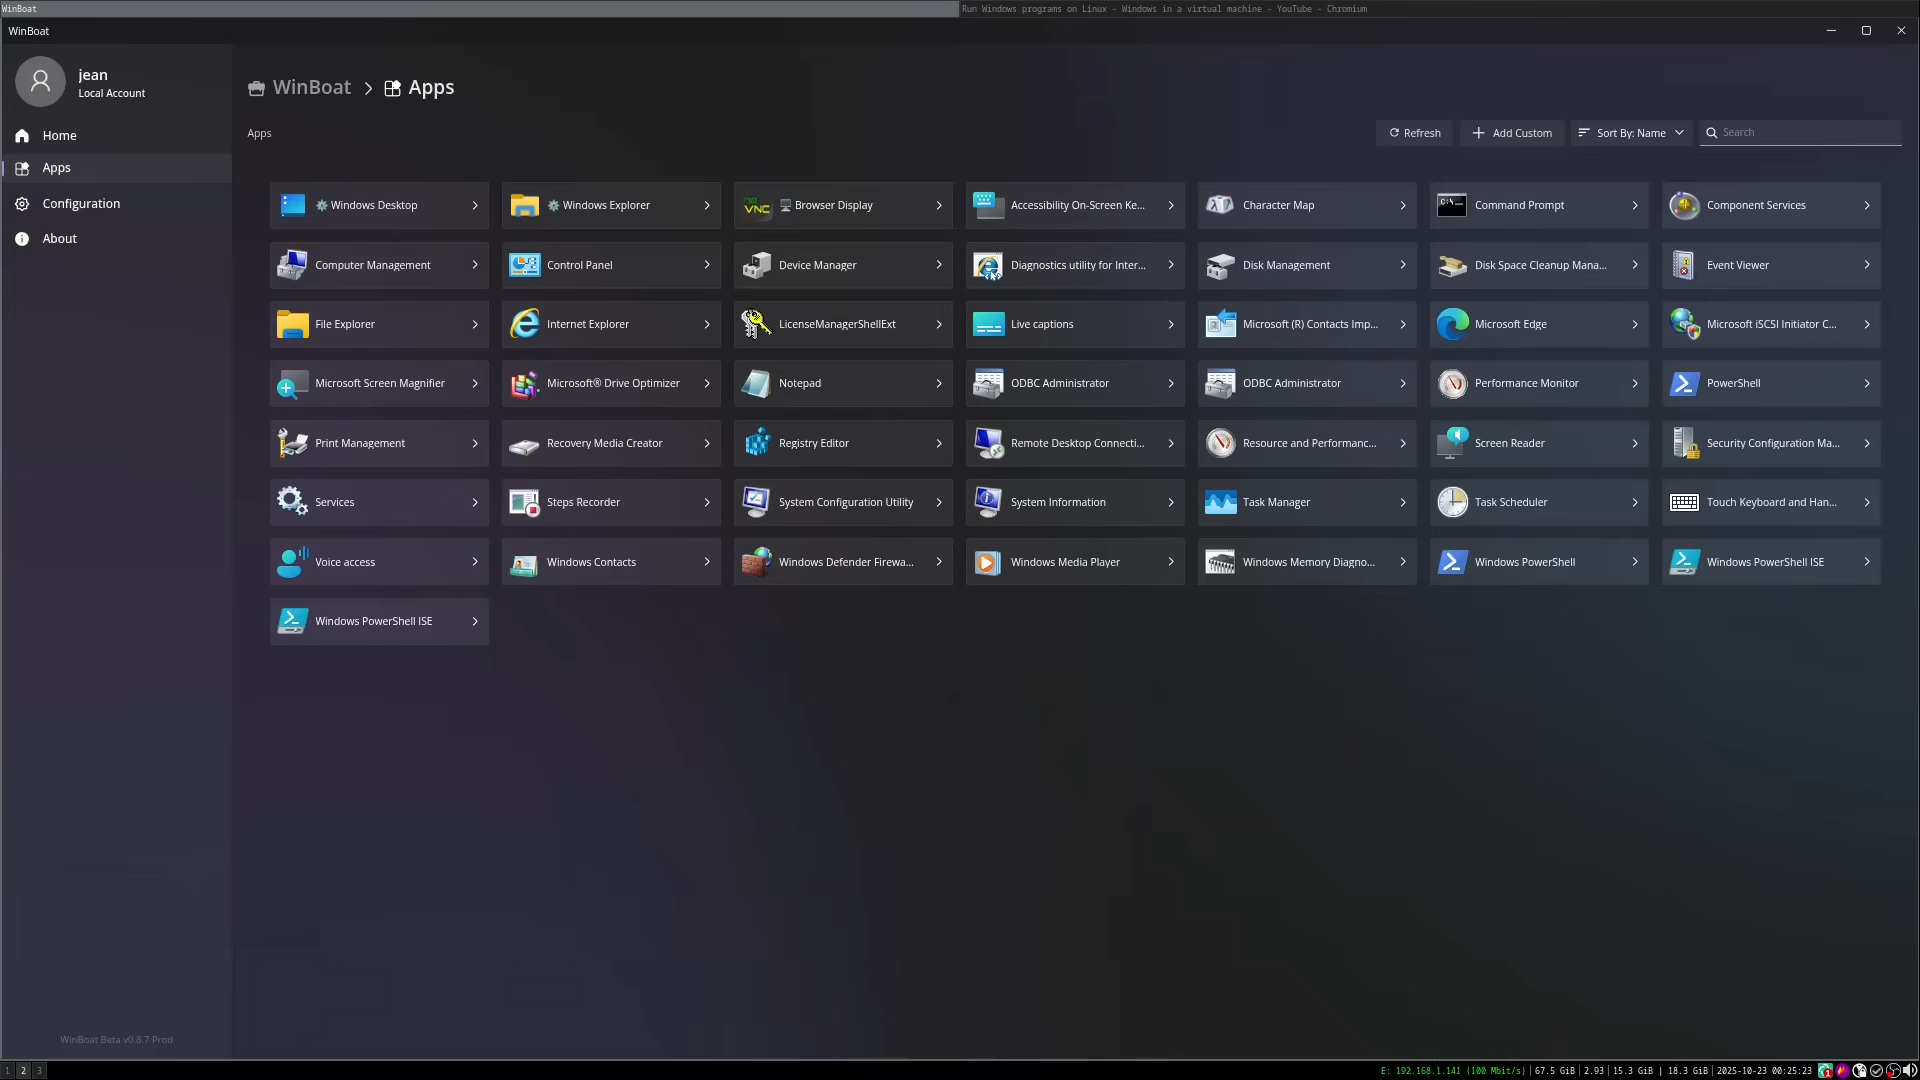 WinBoat
Run Windows programs on Linux - Windows in a virtual machine - YouTube - Chromium
WinBoat
jean
Local Account
Home
Apps
Configuration
About
WinBoat > Apps
Apps
Refresh
Add Custom
Sort By: Name
Search
Windows Desktop
Windows Explorer
noVNC
Browser Display
Accessibility On-Screen Ke...
Character Map
Command Prompt
Component Services
Computer Management
Control Panel
Device Manager
Diagnostics utility for Inter...
Disk Management
Disk Space Cleanup Mana...
Event Viewer
File Explorer
Internet Explorer
LicenseManagerShellExt
Live captions
Microsoft (R) Contacts Imp...
Microsoft Edge
Microsoft iSCSI Initiator C...
Microsoft Screen Magnifier
Microsoft® Drive Optimizer
Notepad
ODBC Administrator
ODBC Administrator
Performance Monitor
PowerShell
Print Management
Recovery Media Creator
Registry Editor
Remote Desktop Connecti...
Resource and Performanc...
Screen Reader
Security Configuration Ma...
Services
Steps Recorder
System Configuration Utility
System Information
Task Manager
Task Scheduler
Touch Keyboard and Han...
Voice access
Windows Contacts
Windows Defender Firewa...
Windows Media Player
Windows Memory Diagno...
Windows PowerShell
Windows PowerShell ISE
Windows PowerShell ISE
WinBoat Beta v0.8.7 Prod
1 2 3
E: 192.168.1.141 (100 Mbit/s) | 67.5 GiB | 2.93 | 15.3 GiB | 18.3 GiB | 2025-10-23 00:25:23